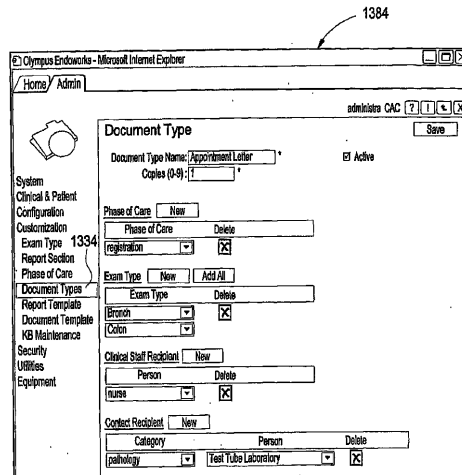 1384
Olympus Endoworks - Microsoft Internet Explorer
Home Admin
administra CAC ? !
Document Type Save
Document Type Name: Appointment Letter * Active
Copies (0-9): 1 *
System
Clinical & Patient
Configuration
Customization
Exam Type 1334
Report Section
Phase of Care
Document Types
Report Template
Document Template
KB Maintenance
Security
Utilities
Equipment
Phase of Care New
Phase of Care Delete
registration X
Exam Type New Add All
Exam Type Delete
Bronch X
Colon
Clinical Staff Recipient New
Person Delete
nurse X
Contact Recipient New
Category Person Delete
pathology Test Tube Laboratory X